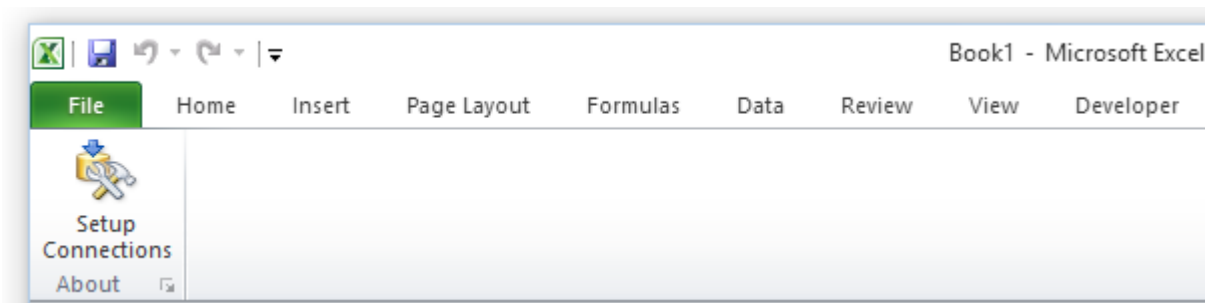 Book1 - Microsoft Excel
File Home Insert Page Layout Formulas Data Review View Developer
Setup
Connections
About